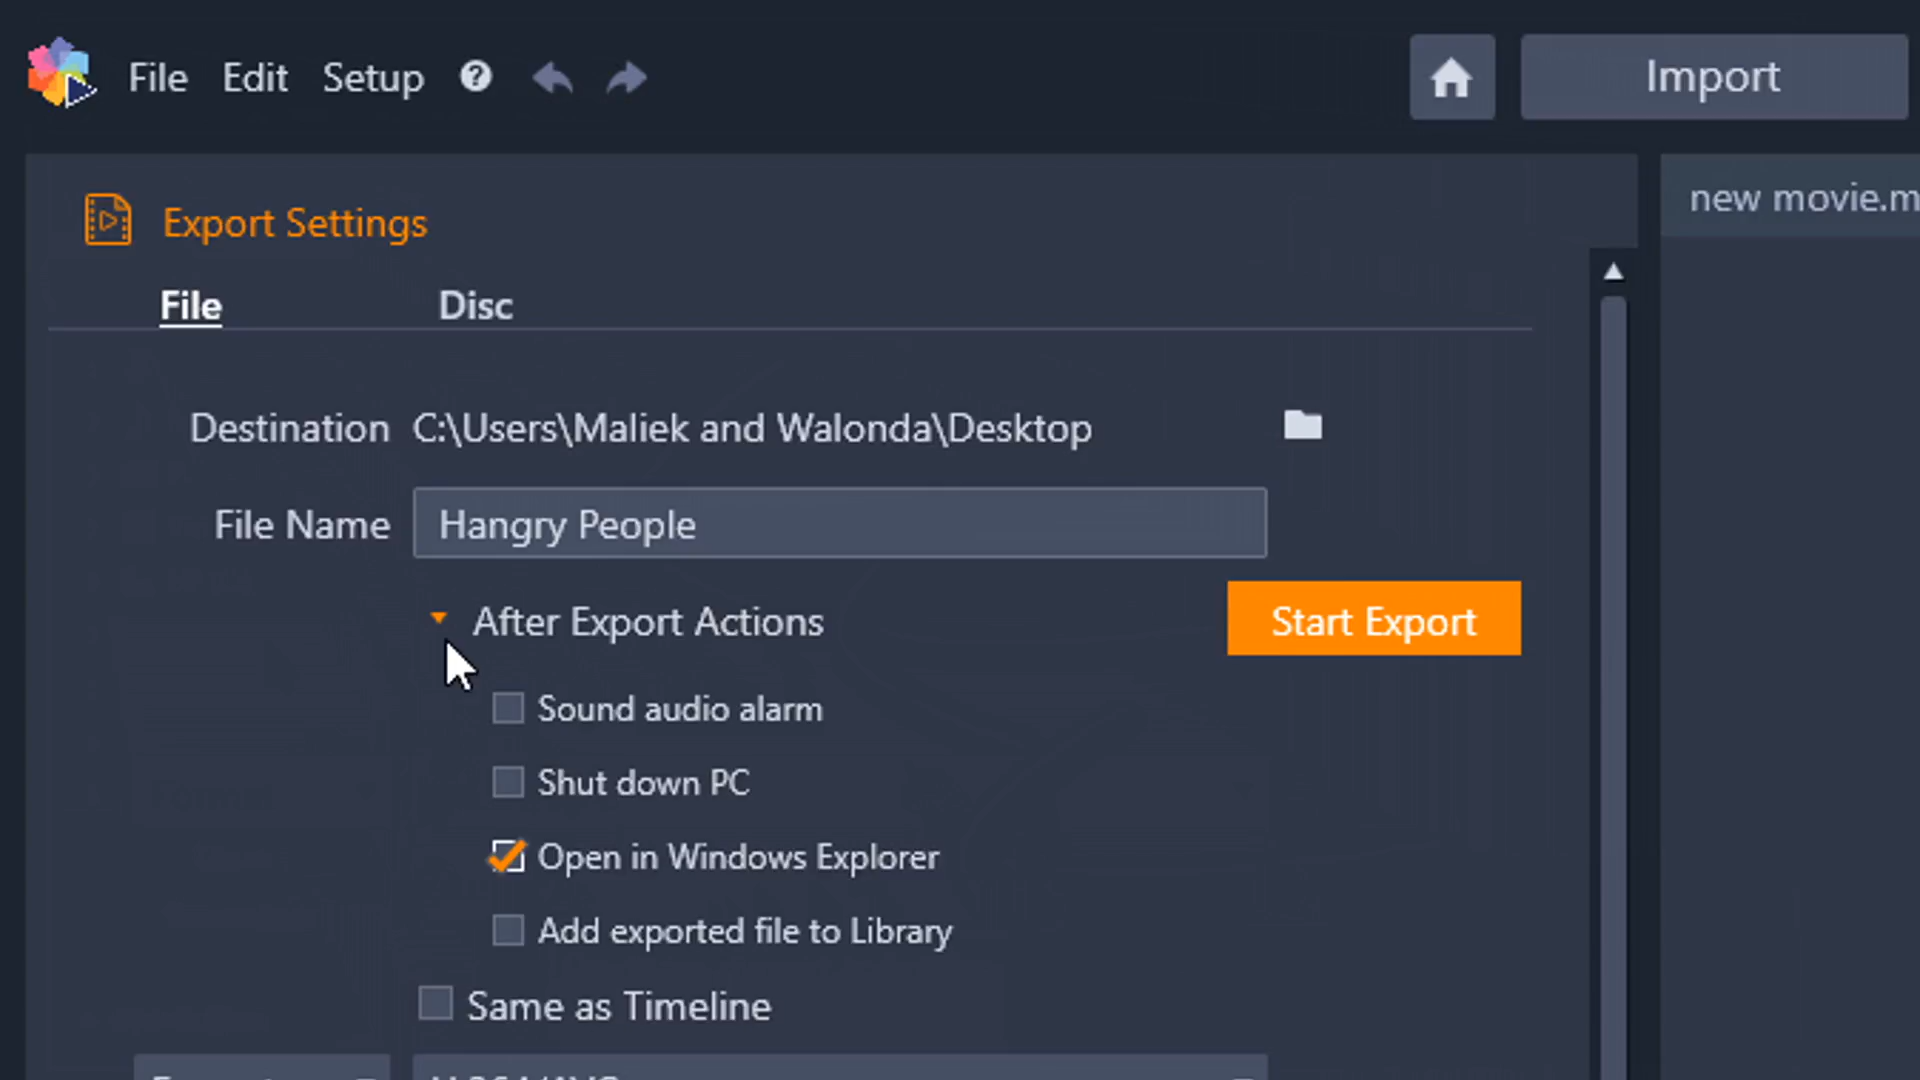 File Edit Setup ? Import
Export Settings
new movie.m
File Disc
Destination C:\Users\Maliek and Walonda\Desktop
File Name Hangry People
After Export Actions Start Export
Sound audio alarm
Shut down PC
Open in Windows Explorer
Add exported file to Library
Same as Timeline